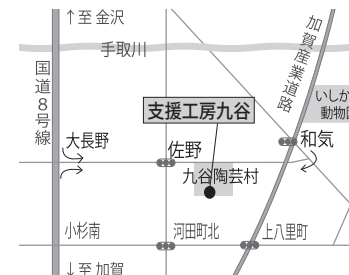 ↑至 金沢
手取川
加賀産業道路
国道8号線
いしか
動物
支援工房九谷
大長野
佐野
和気
九谷陶芸村
小杉南
河田町北
上八里町
↓至 加賀